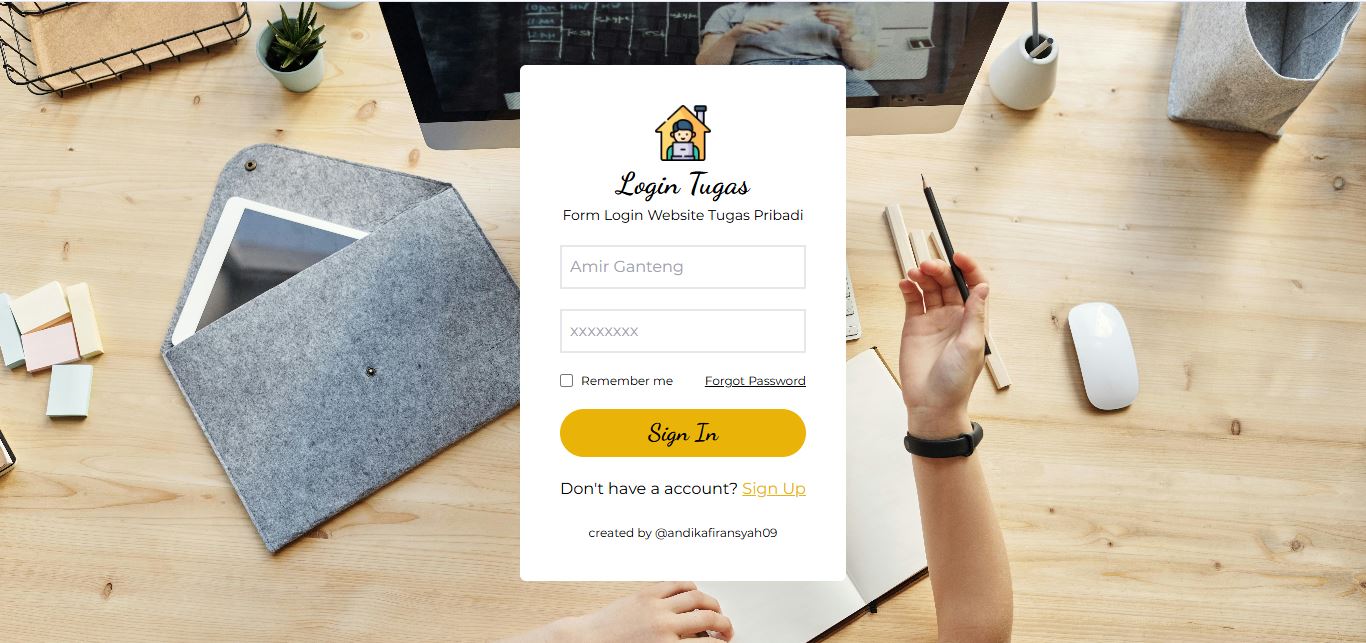 Login Tugas
Form Login Website Tugas Pribadi
Amir Ganteng
xxxxxxxx
Remember me Forgot Password
Sign In
Don't have a account? Sign Up
created by @andikafiransyah09